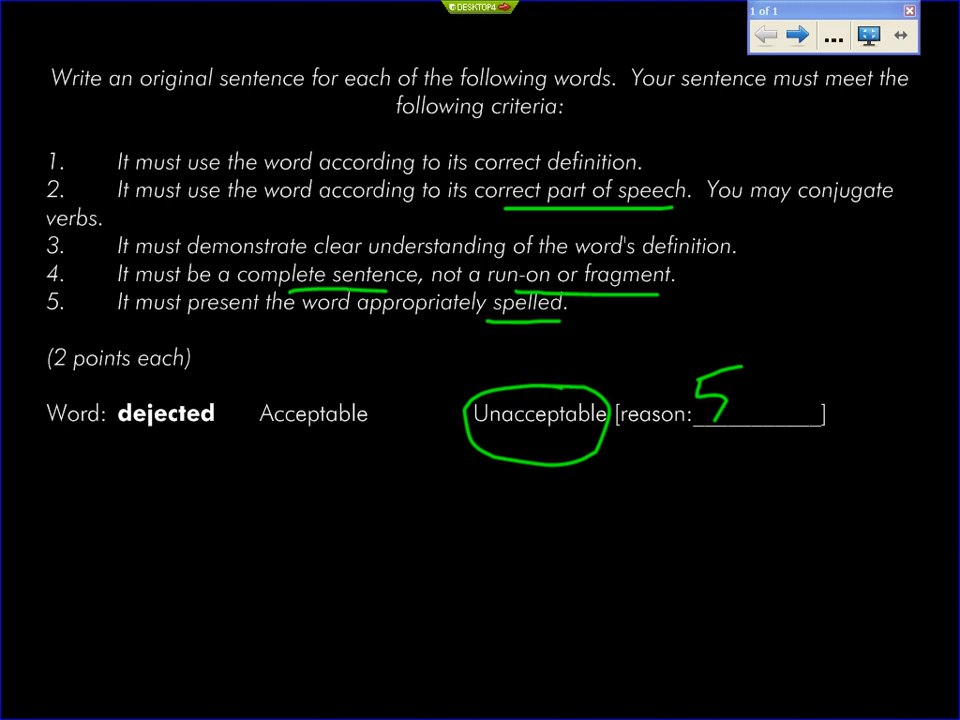 DESKTOP4
1 of 1
Write an original sentence for each of the following words.  Your sentence must meet the
following criteria:
1. It must use the word according to its correct definition.
2. It must use the word according to its correct part of speech.  You may conjugate
verbs.
3. It must demonstrate clear understanding of the word's definition.
4. It must be a complete sentence, not a run-on or fragment.
5. It must present the word appropriately spelled.
(2 points each)
Word: dejected Acceptable Unacceptable [reason:___________] 5